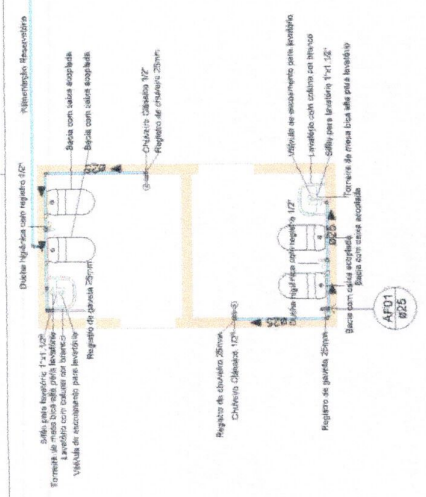 Alimentação Reservatório
Ducha higiênica com registro 1/2"
Bacia com caixa acoplada
Bacia com caixa acoplada
Chuveiro Clássico 1/2"
Registro de chuveiro 25mm
Sifão para lavatório 1"x1.1/2"
Torneira de mesa bica alta para lavatório
Lavatório com coluna cor branco
Válvula de escoamento para lavatório
Registro de gaveta 25mm
Válvula de escoamento para lavatório
Lavatório com coluna cor branco
Sifão para lavatório 1"x1.1/2"
Torneira de mesa bica alta para lavatório
Registro de chuveiro 25mm
Chuveiro Clássico 1/2"
Ducha higiênica com registro 1/2"
ø25
Registro de gaveta 25mm
Bacia com caixa acoplada
Bacia com caixa acoplada
AF01
ø25